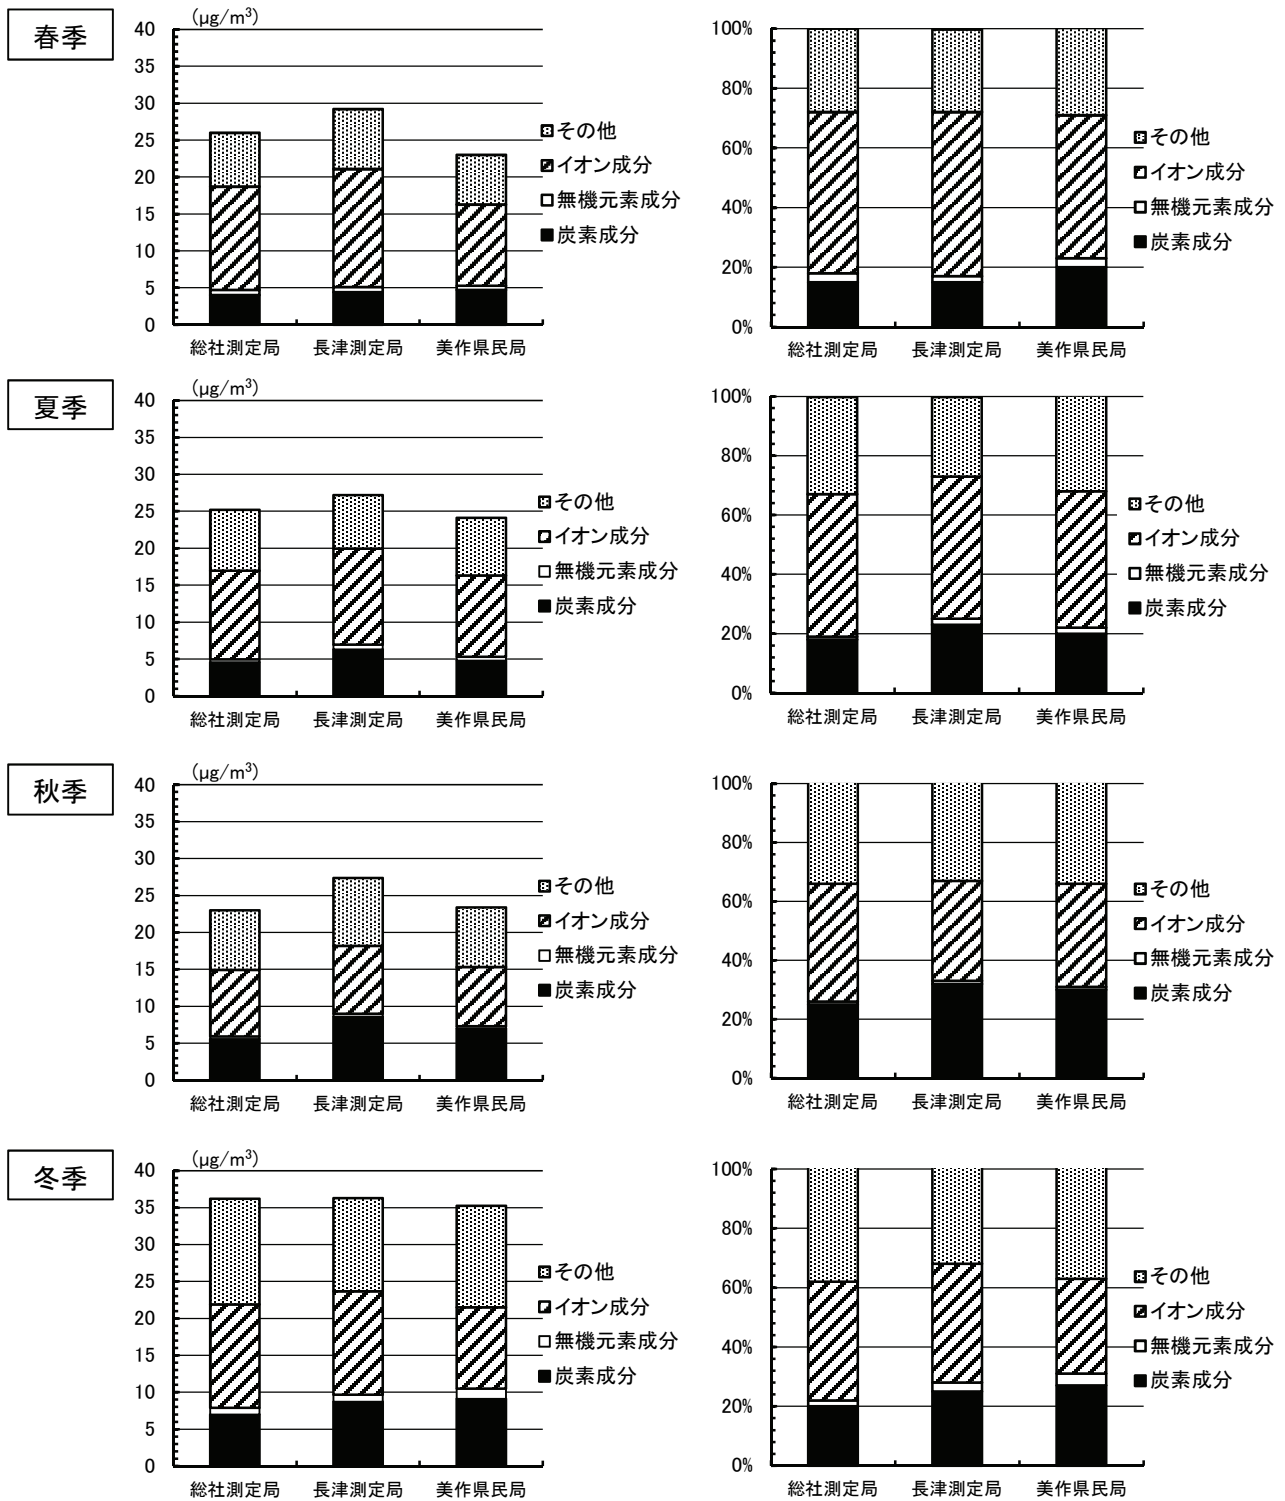 春季
(μg/m³)
40
35
30
25
20
15
10
5
0
総社測定局 長津測定局 美作県民局
その他
イオン成分
無機元素成分
炭素成分
100%
80%
60%
40%
20%
0%
総社測定局 長津測定局 美作県民局
その他
イオン成分
無機元素成分
炭素成分
夏季
(μg/m³)
40
35
30
25
20
15
10
5
0
総社測定局 長津測定局 美作県民局
その他
イオン成分
無機元素成分
炭素成分
100%
80%
60%
40%
20%
0%
総社測定局 長津測定局 美作県民局
その他
イオン成分
無機元素成分
炭素成分
秋季
(μg/m³)
40
35
30
25
20
15
10
5
0
総社測定局 長津測定局 美作県民局
その他
イオン成分
無機元素成分
炭素成分
100%
80%
60%
40%
20%
0%
総社測定局 長津測定局 美作県民局
その他
イオン成分
無機元素成分
炭素成分
冬季
(μg/m³)
40
35
30
25
20
15
10
5
0
総社測定局 長津測定局 美作県民局
その他
イオン成分
無機元素成分
炭素成分
100%
80%
60%
40%
20%
0%
総社測定局 長津測定局 美作県民局
その他
イオン成分
無機元素成分
炭素成分